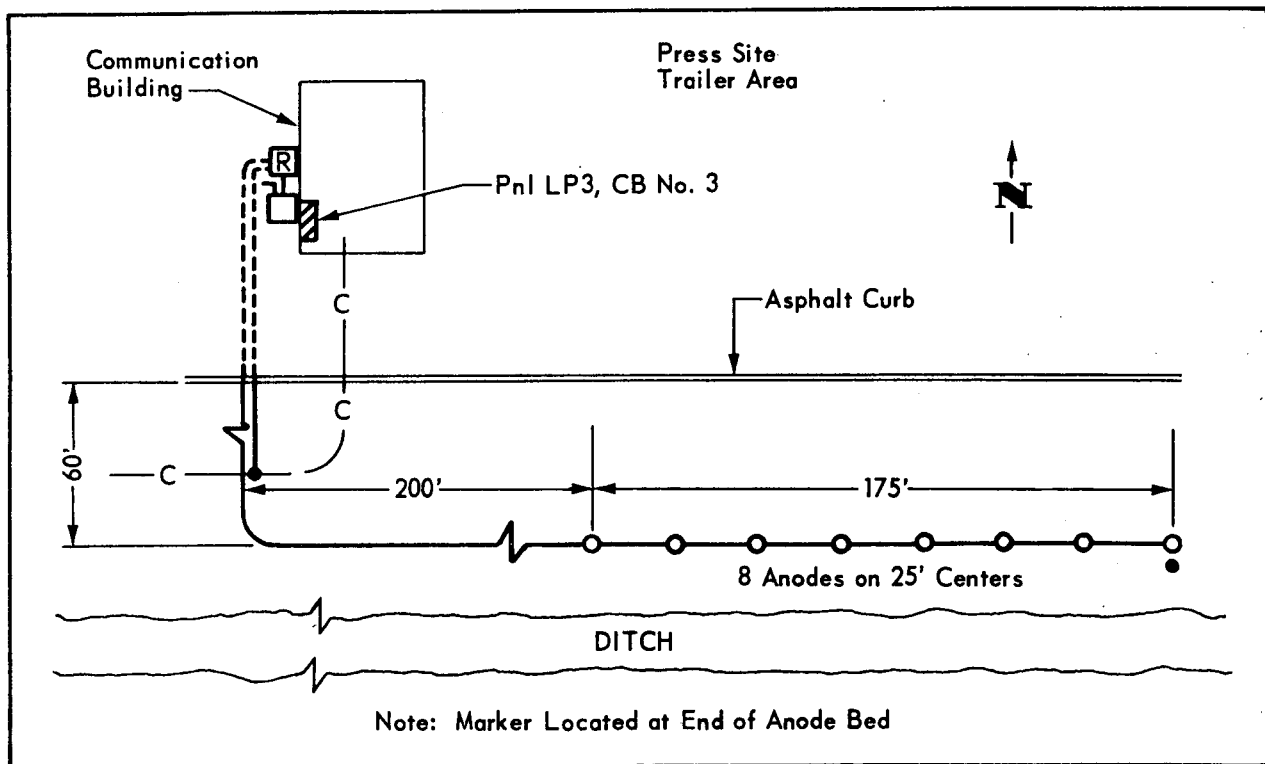 Communication
Building
Press Site
Trailer Area
R
Pnl LP3, CB No. 3
N
C
Asphalt Curb
C
60'
C
200'
175'
8 Anodes on 25' Centers
DITCH
Note: Marker Located at End of Anode Bed